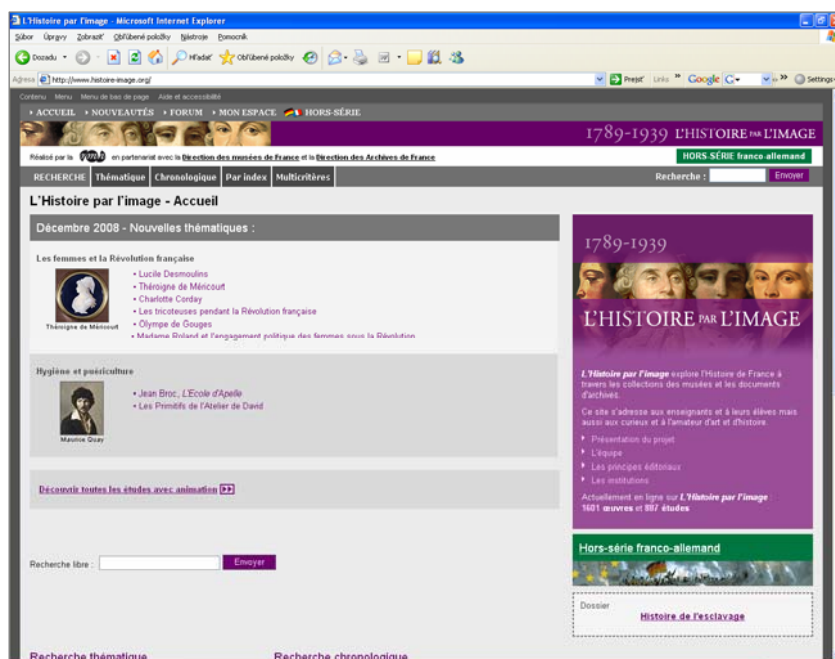 L'Histoire par l'image - Microsoft Internet Explorer
Súbor Úpravy Zobraziť Obľúbené položky Nástroje Pomocník
Dozadu Hľadať Obľúbené položky
Adresa http://www.histoire-image.org/ Prejsť Links Google Settings
Contenu Menu Menu de bas de page Aide et accessibilité
ACCUEIL NOUVEAUTÉS FORUM MON ESPACE HORS-SÉRIE
1789-1939 L'HISTOIRE PAR L'IMAGE
Réalisé par la rmn en partenariat avec la Direction des musées de France et la Direction des Archives de France
HORS-SÉRIE franco-allemand
RECHERCHE Thématique Chronologique Par index Multicritères
Recherche : Envoyer
L'Histoire par l'image - Accueil
Décembre 2008 - Nouvelles thématiques :
Les femmes et la Révolution française
• Lucile Desmoulins
• Théroigne de Méricourt
• Charlotte Corday
• Les tricoteuses pendant la Révolution française
• Olympe de Gouges
• Madame Roland et l'engagement politique des femmes sous la Révolution
Théroigne de Méricourt
Hygiène et puériculture
• Jean Broc, L'Ecole d'Apelle
• Les Primitifs de l'Atelier de David
Maurice Quay
Découvrir toutes les études avec animation
Recherche libre : Envoyer
Recherche thématique Recherche chronologique
1789-1939
L'HISTOIRE PAR L'IMAGE
L'Histoire par l'image explore l'Histoire de France à
travers les collections des musées et les documents
d'archives.
Ce site s'adresse aux enseignants et à leurs élèves mais
aussi aux curieux et à l'amateur d'art et d'histoire.
Présentation du projet
L'équipe
Les principes éditoriaux
Les institutions
Actuellement en ligne sur L'Histoire par l'image :
1601 œuvres et 887 études
Hors-série franco-allemand
Dossier
Histoire de l'esclavage